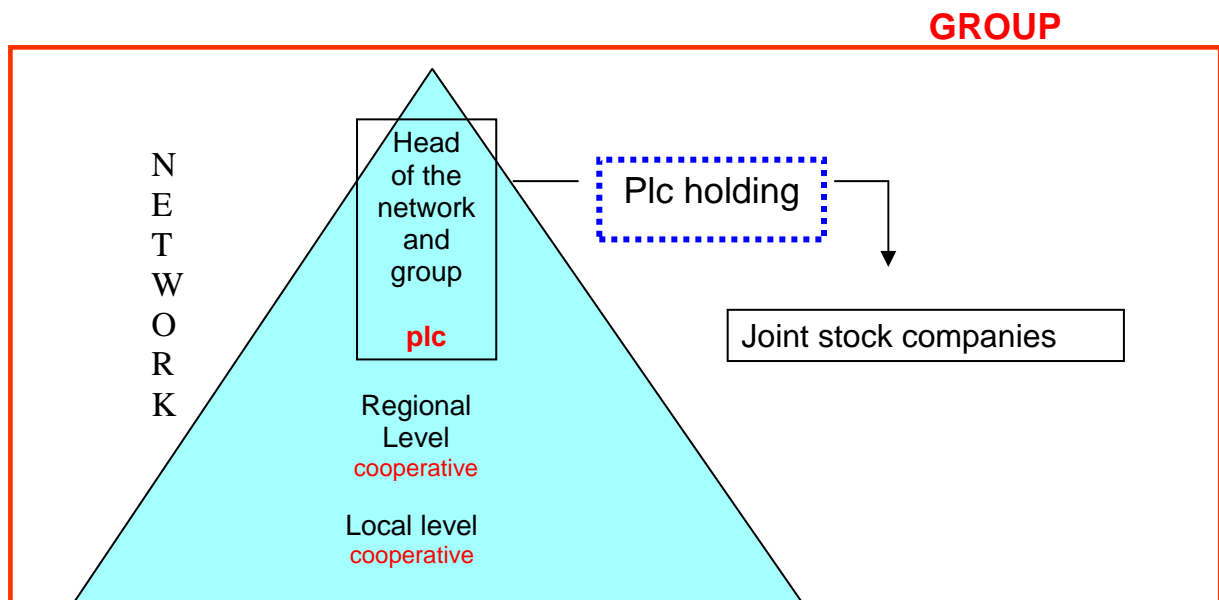 GROUP
N
E
T
W
O
R
K
Head
of the
network
and
group
plc
Plc holding
Joint stock companies
Regional
Level
cooperative
Local level
cooperative